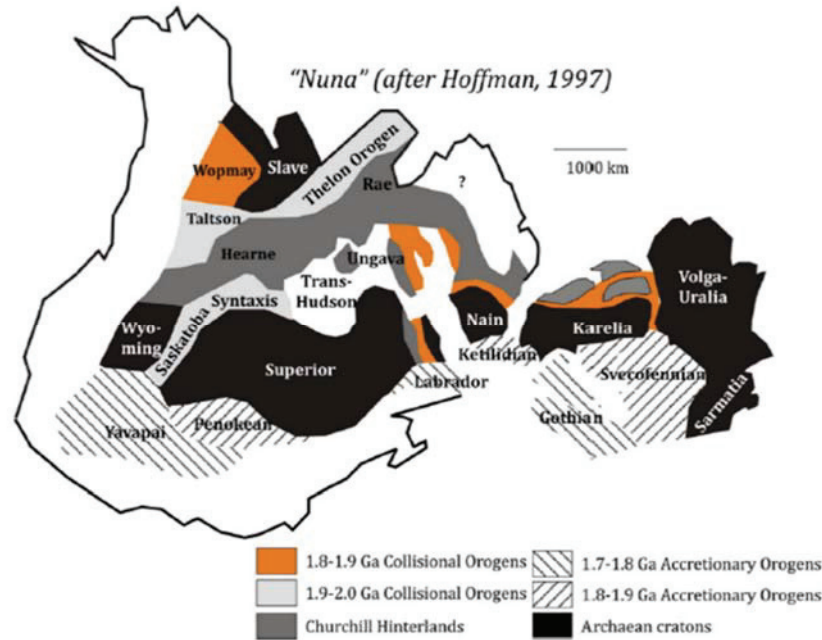 “Nuna” (after Hoffman, 1997)
1000 km
Wopmay
Slave
Thelon Orogen
Rae
?
Taltson
Hearne
Ungava
Trans-
Hudson
Syntaxis
Saskatoba
Wyo-
ming
Superior
Nain
Karelia
Volga-
Uralia
Ketilidian
Labrador
Svecofennian
Sarmatia
Gothian
Penokean
Yavapai
1.8-1.9 Ga Collisional Orogens
1.7-1.8 Ga Accretionary Orogens
1.9-2.0 Ga Collisional Orogens
1.8-1.9 Ga Accretionary Orogens
Churchill Hinterlands
Archaean cratons